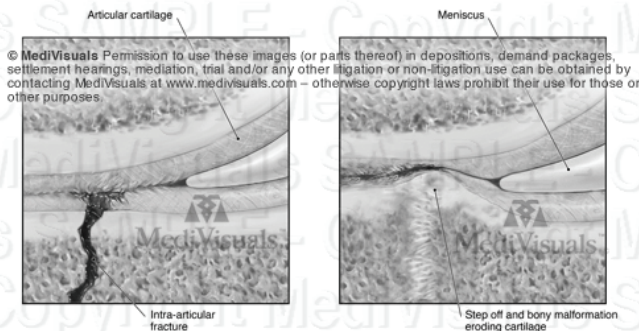 Articular cartilage
Meniscus
© MediVisuals Permission to use these images (or parts thereof) in depositions, demand packages,
settlement hearings, mediation, trial and/or any other litigation or non-litigation use can be obtained by
contacting MediVisuals at www.medivisuals.com – otherwise copyright laws prohibit their use for those or
other purposes.
MediVisuals
MediVisuals
Intra-articular
fracture
Step off and bony malformation
eroding cartilage